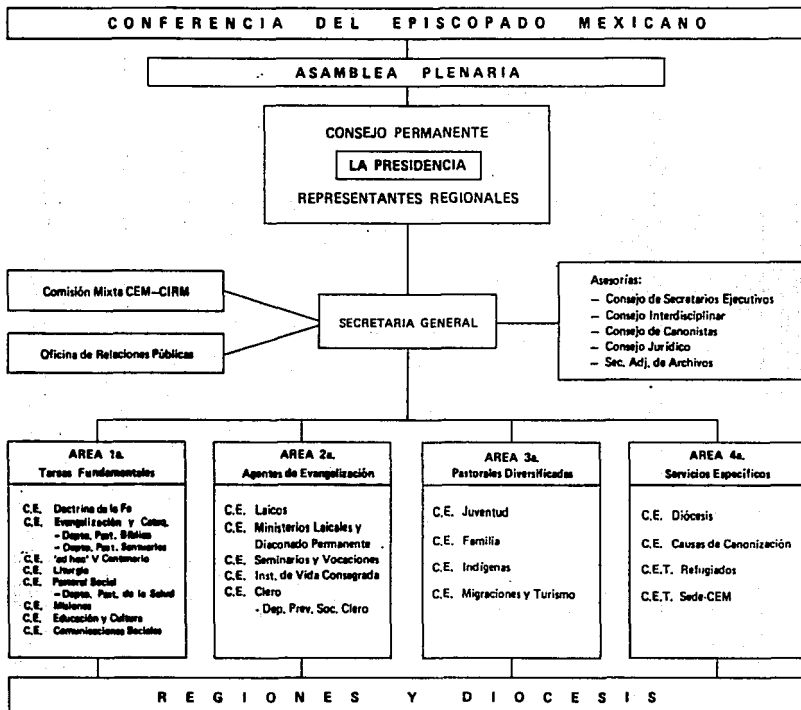 CONFERENCIA DEL EPISCOPADO MEXICANO
ASAMBLEA PLENARIA
CONSEJO PERMANENTE
LA PRESIDENCIA
REPRESENTANTES REGIONALES
Comisión Mixta CEM-CIRM
Oficina de Relaciones Públicas
SECRETARIA GENERAL
Asesorías:
- Consejo de Secretarios Ejecutivos
- Consejo Interdisciplinar
- Consejo de Canonistas
- Consejo Jurídico
- Sec. Adj. de Archivos
AREA 1a.
Tareas Fundamentales
C.E. Doctrina de la Fe
C.E. Evangelización y Cateq.
- Depto. Past. Bíblica
- Depto. Past. Santuarios
C.E. "ad hoc" V Centenario
C.E. Liturgia
C.E. Pastoral Social
- Depto. Past. de la Salud
C.E. Misiones
C.E. Educación y Cultura
C.E. Comunicaciones Sociales
AREA 2a.
Agentes de Evangelización
C.E. Laicos
C.E. Ministerios Laicales y
Diaconado Permanente
C.E. Seminarios y Vocaciones
C.E. Inst. de Vida Consagrada
C.E. Clero
- Dep. Prev. Soc. Clero
AREA 3a.
Pastorales Diversificadas
C.E. Juventud
C.E. Familia
C.E. Indígenas
C.E. Migraciones y Turismo
AREA 4a.
Servicios Específicos
C.E. Diócesis
C.E. Causas de Canonización
C.E.T. Refugiados
C.E.T. Sede-CEM
REGIONES Y DIOCESIS